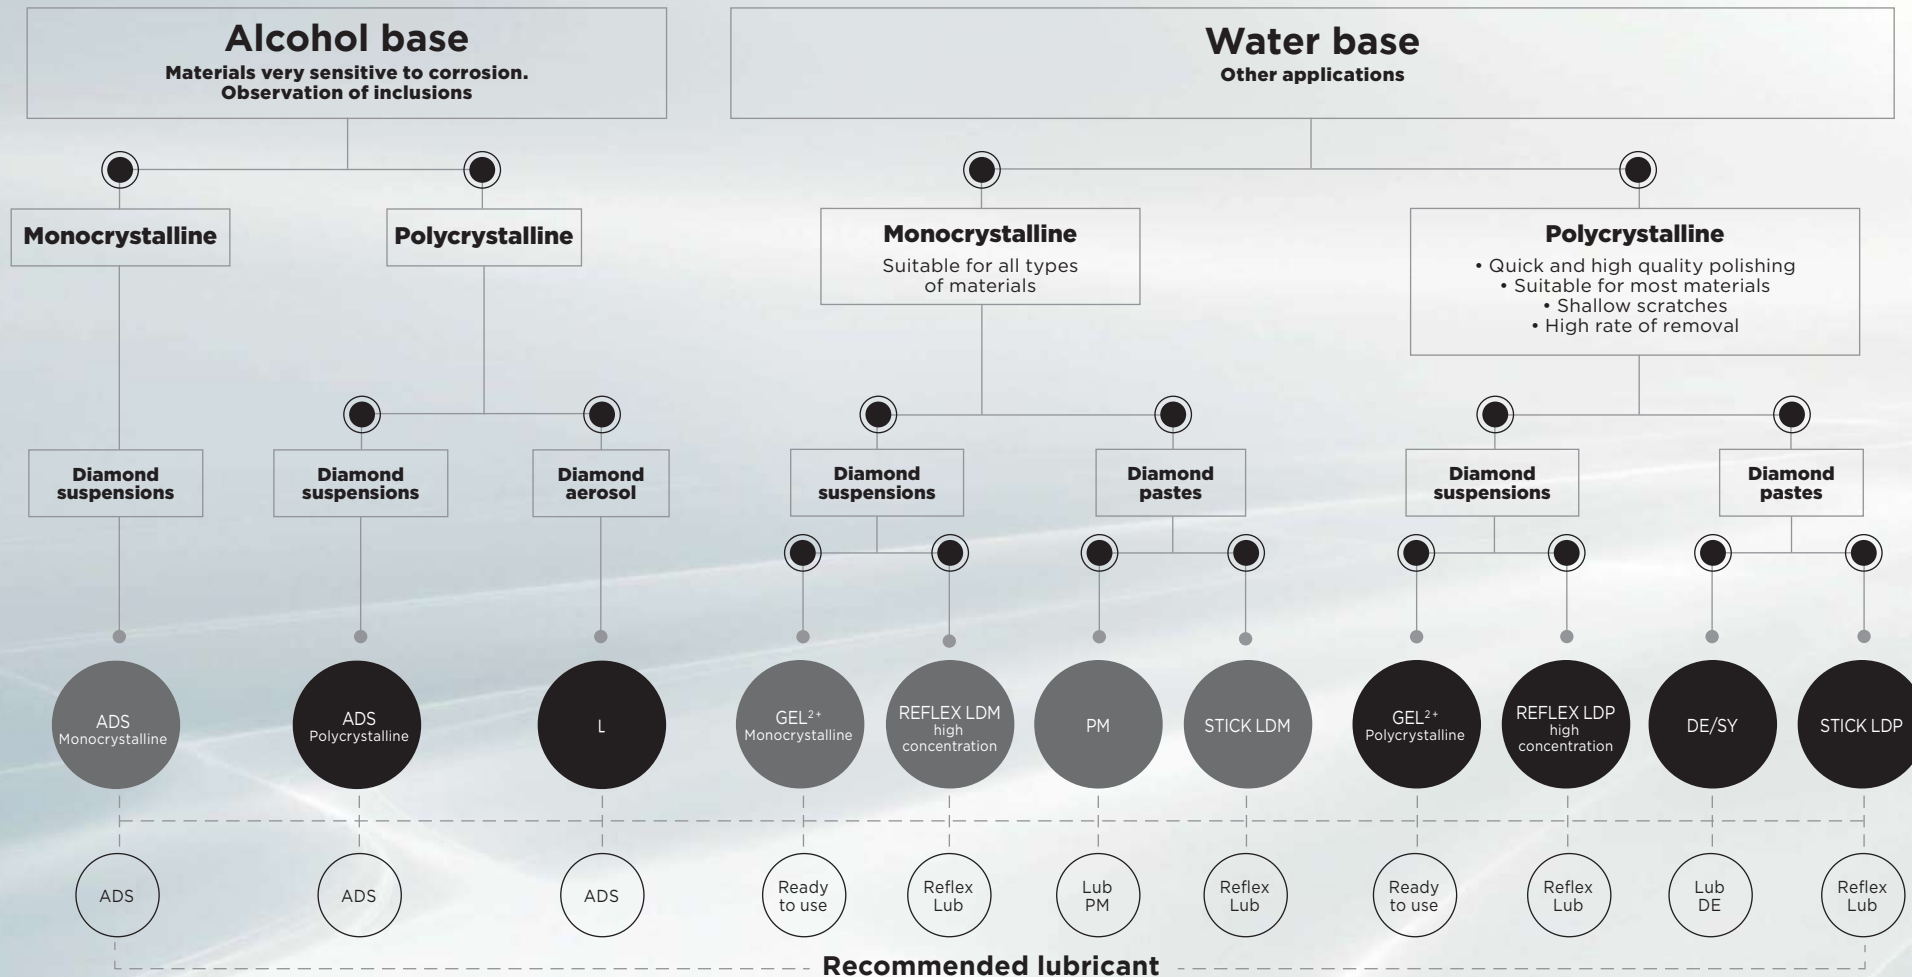 Alcohol base
Materials very sensitive to corrosion.
Observation of inclusions
Water base
Other applications
Monocrystalline
Polycrystalline
Monocrystalline
Suitable for all types
of materials
Polycrystalline
• Quick and high quality polishing
• Suitable for most materials
• Shallow scratches
• High rate of removal
Diamond
suspensions
Diamond
suspensions
Diamond
aerosol
Diamond
suspensions
Diamond
pastes
Diamond
suspensions
Diamond
pastes
ADS
Monocrystalline
ADS
Polycrystalline
L
GEL²⁺
Monocrystalline
REFLEX LDM
high
concentration
PM
STICK LDM
GEL²⁺
Polycrystalline
REFLEX LDP
high
concentration
DE/SY
STICK LDP
ADS
ADS
ADS
Ready
to use
Reflex
Lub
Lub
PM
Reflex
Lub
Ready
to use
Reflex
Lub
Lub
DE
Reflex
Lub
Recommended lubricant